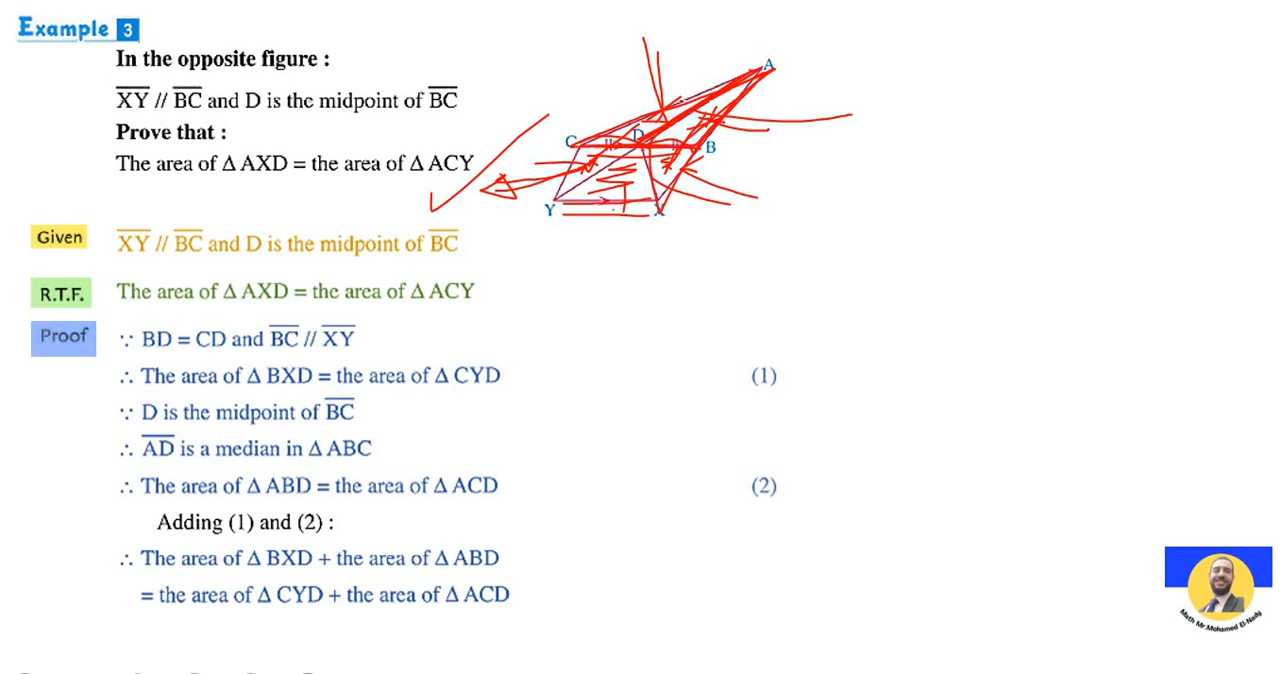 Example 3
In the opposite figure :
XY // BC and D is the midpoint of BC
Prove that :
The area of Δ AXD = the area of Δ ACY
A
C
D
B
Y
X
Given
XY // BC and D is the midpoint of BC
R.T.F.
The area of Δ AXD = the area of Δ ACY
Proof
∵ BD = CD and BC // XY
∴ The area of Δ BXD = the area of Δ CYD (1)
∵ D is the midpoint of BC
∴ AD is a median in Δ ABC
∴ The area of Δ ABD = the area of Δ ACD (2)
Adding (1) and (2) :
∴ The area of Δ BXD + the area of Δ ABD
= the area of Δ CYD + the area of Δ ACD
Math Mr.Mohamed El-Nady